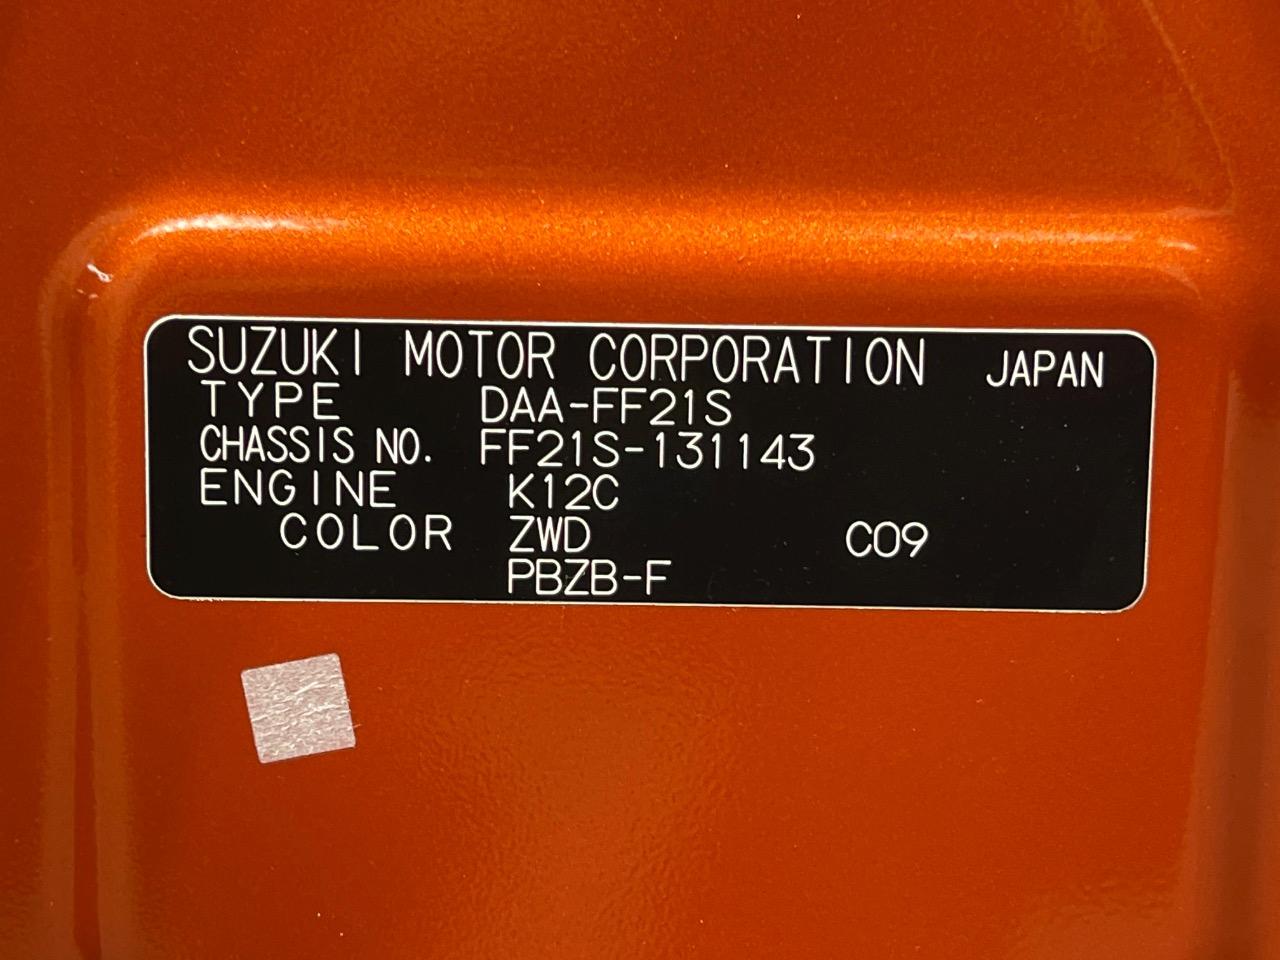 SUZUKI MOTOR CORPORATION JAPAN
TYPE DAA-FF21S
CHASSIS NO. FF21S-131143
ENGINE K12C
COLOR ZWD C09
PBZB-F